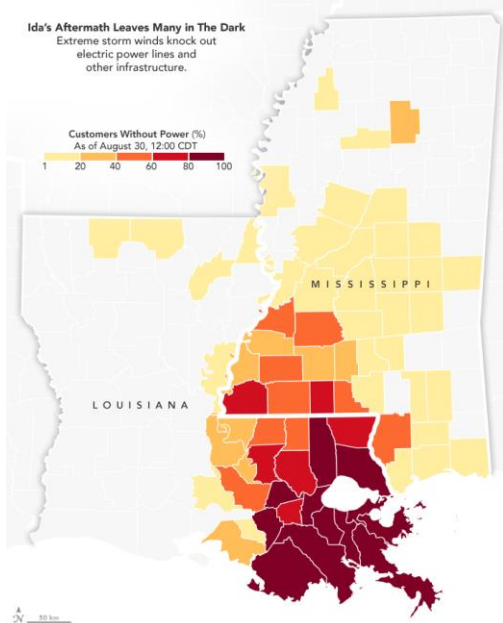 Ida's Aftermath Leaves Many in The Dark
Extreme storm winds knock out
electric power lines and
other infrastructure.
Customers Without Power (%)
As of August 30, 12:00 CDT
1 20 40 60 80 100
MISSISSIPPI
LOUISIANA
N 50 km